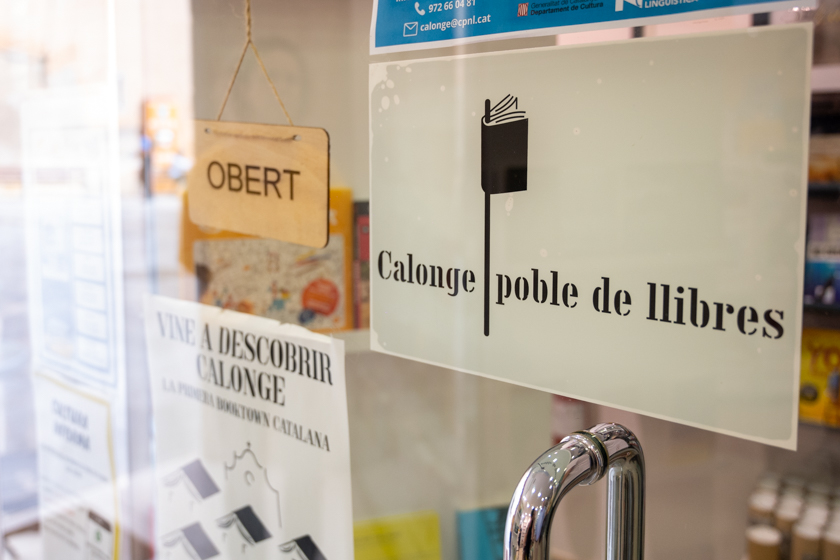 972 66 04 81
calonge@cpnl.cat
Generalitat de Catalunya
Departament de Cultura
LINGÜÍSTICA
OBERT
Calonge poble de llibres
VINE A DESCOBRIR
CALONGE
LA PRIMERA BOOKTOWN CATALANA